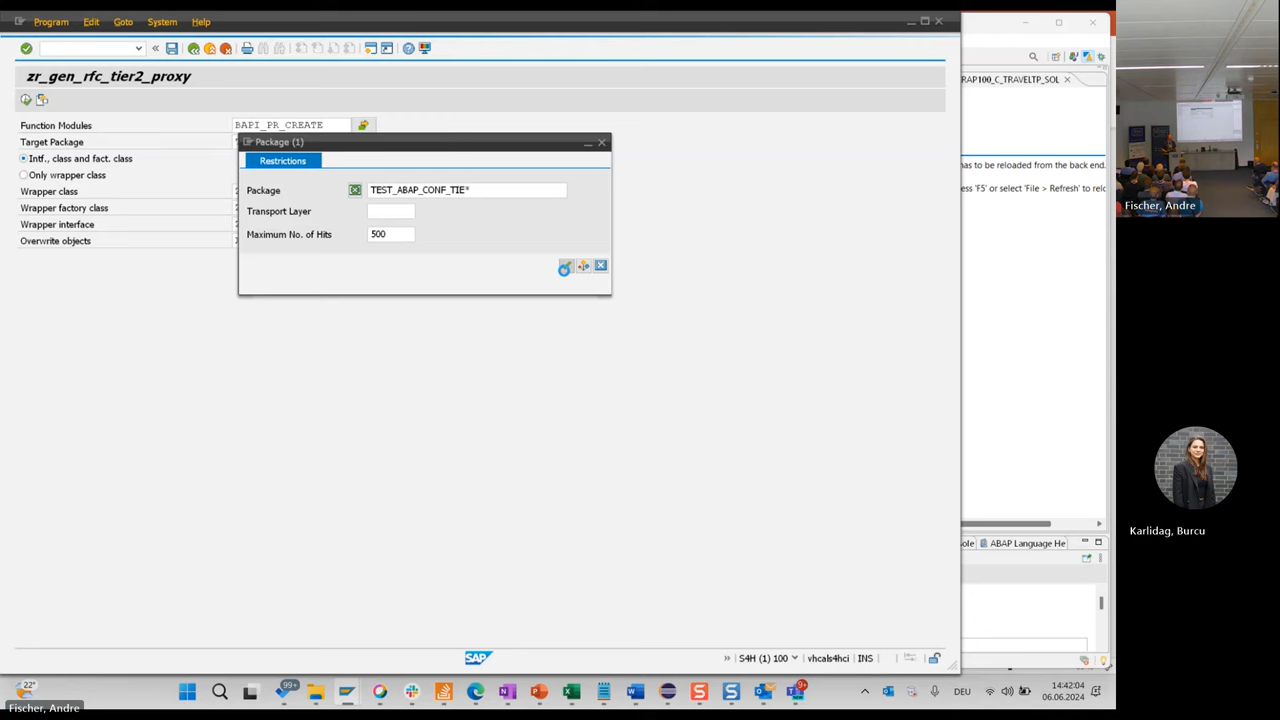 Program Edit Goto System Help
zr_gen_rfc_tier2_proxy
RAP100_C_TRAVELTP_SOL
Function Modules BAPI_PR_CREATE
Target Package
Package (1)
Intf., class and fact. class
Restrictions
has to be reloaded from the back end.
Only wrapper class
ess 'F5' or select 'File > Refresh' to relo
Wrapper class
Package TEST_ABAP_CONF_TIE*
Wrapper factory class
Transport Layer
Wrapper interface
Maximum No. of Hits 500
Overwrite objects
Fischer, Andre
Karlidag, Burcu
ole ABAP Language He
SAP
S4H (1) 100 vhcals4hci INS
22°
99+
9+
DEU
14:42:04
06.06.2024
Fischer, Andre